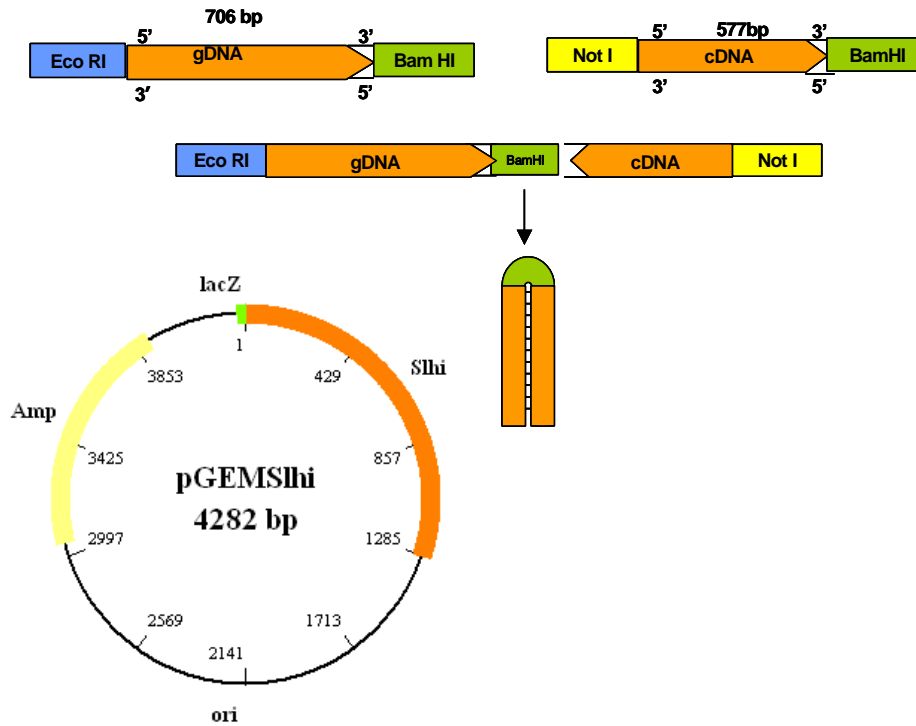 706 bp
577bp
5’ 3’
5’ 3’
Eco RI gDNA Bam HI
Not I cDNA BamHI
3’ 5’
3’ 5’
Eco RI gDNA BamHI cDNA Not I
lacZ
1
3853
429
Slhi
Amp
3425
857
pGEMSlhi
4282 bp
2997
1285
2569
1713
2141
ori